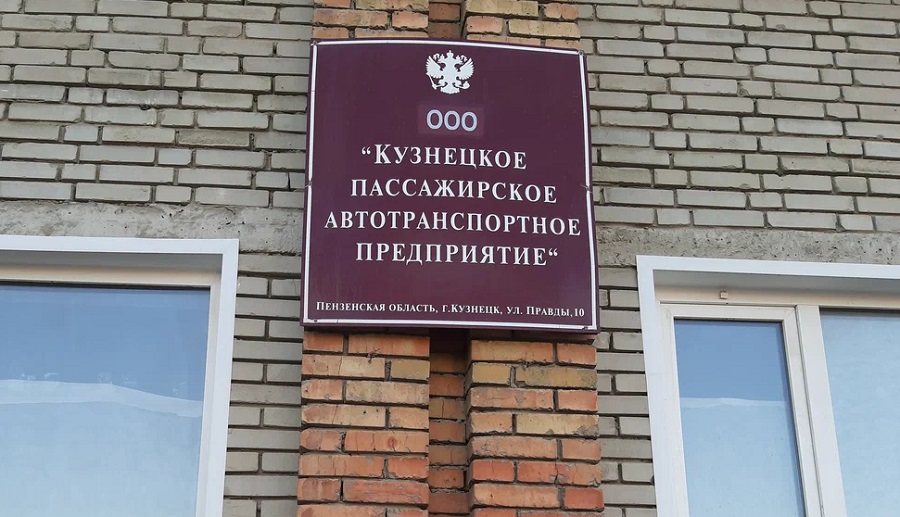 ООО
“Кузнецкое
пассажирское
автотранспортное
предприятие“
Пензенская область, г.Кузнецк, ул. Правды,10